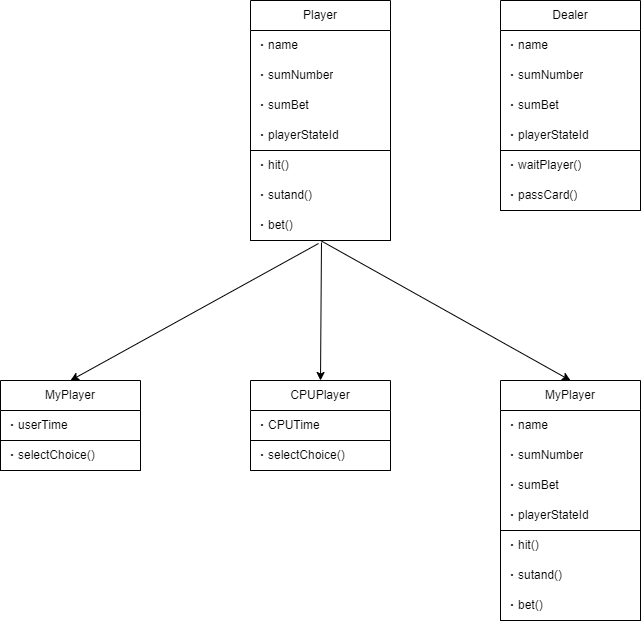 Player
・name
・sumNumber
・sumBet
・playerStateId
・hit()
・sutand()
・bet()
Dealer
・name
・sumNumber
・sumBet
・playerStateId
・waitPlayer()
・passCard()
MyPlayer
・userTime
・selectChoice()
CPUPlayer
・CPUTime
・selectChoice()
MyPlayer
・name
・sumNumber
・sumBet
・playerStateId
・hit()
・sutand()
・bet()